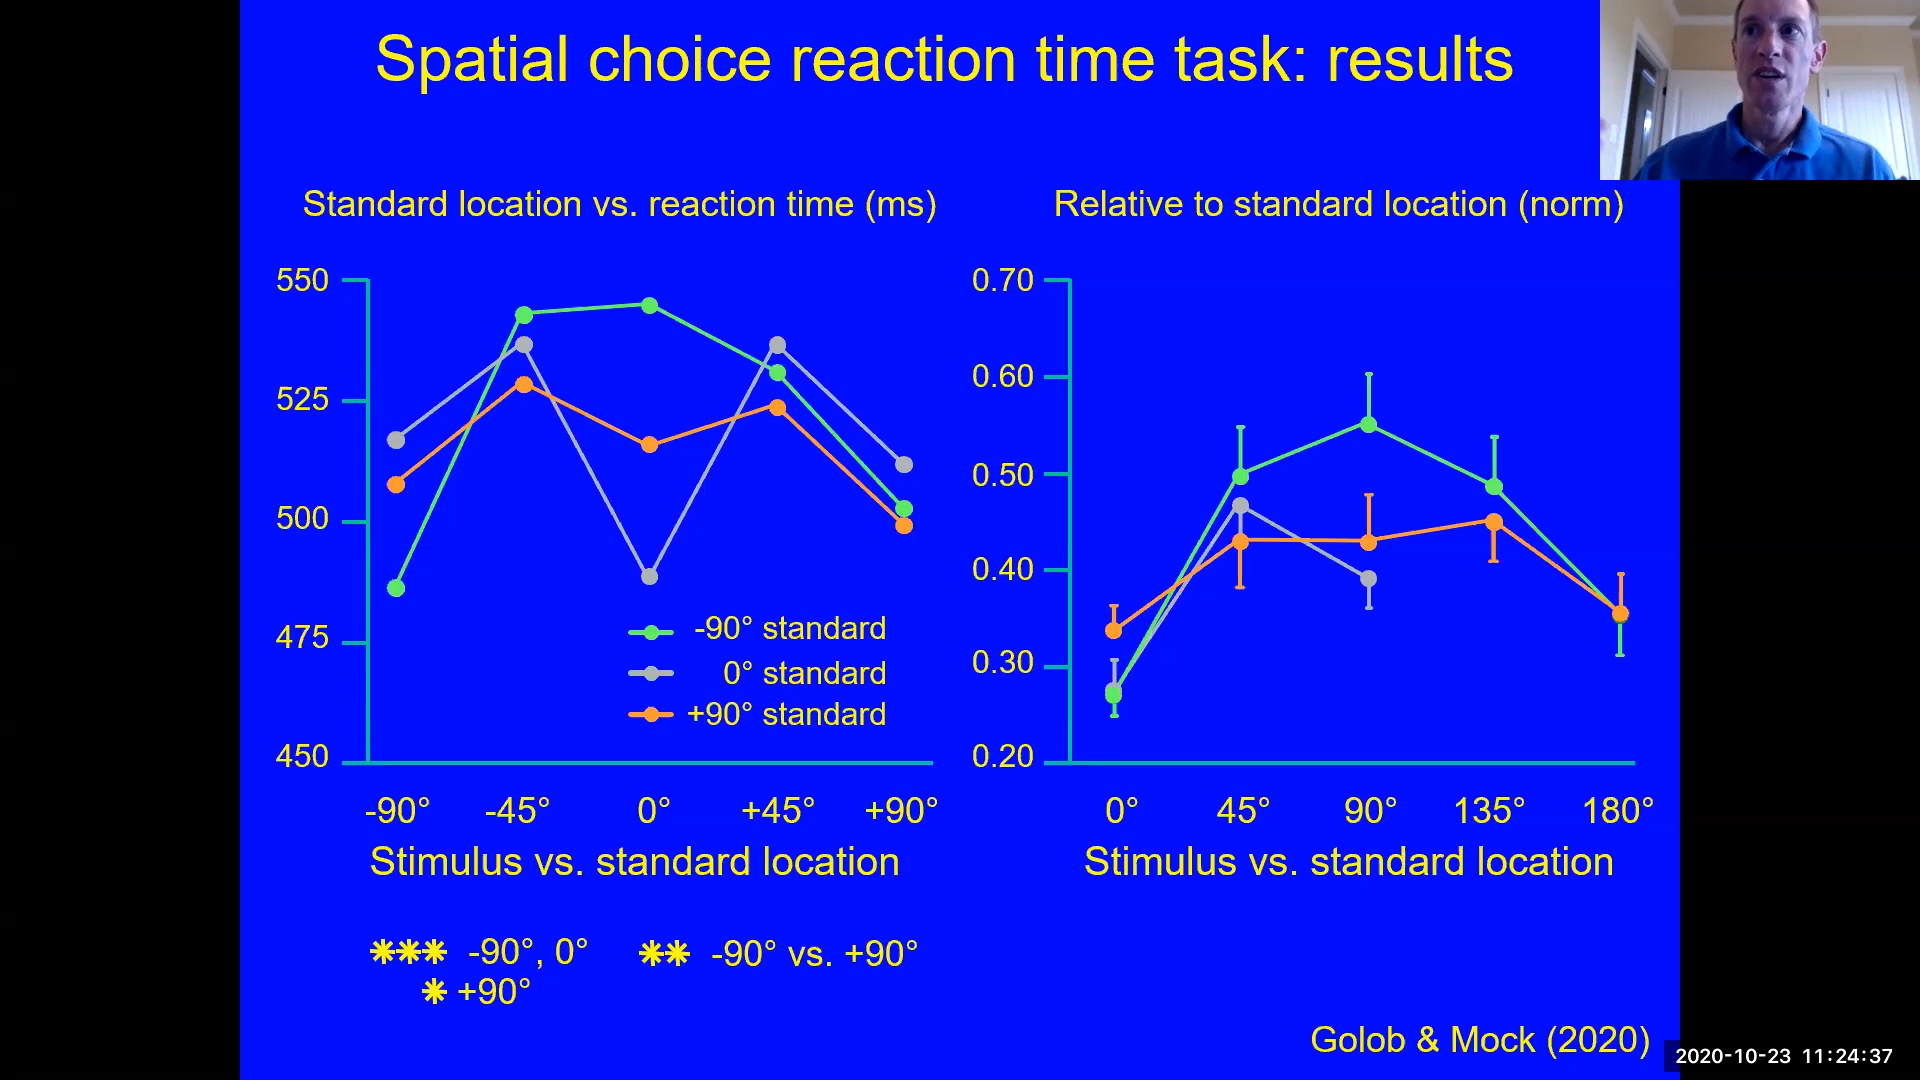 Spatial choice reaction time task: results
Standard location vs. reaction time (ms)
550
525
500
475
450
-90° standard
0° standard
+90° standard
-90° -45° 0° +45° +90°
Stimulus vs. standard location
Relative to standard location (norm)
0.70
0.60
0.50
0.40
0.30
0.20
0° 45° 90° 135° 180°
Stimulus vs. standard location
*** -90°, 0° ** -90° vs. +90°
* +90°
Golob & Mock (2020)
2020-10-23 11:24:37